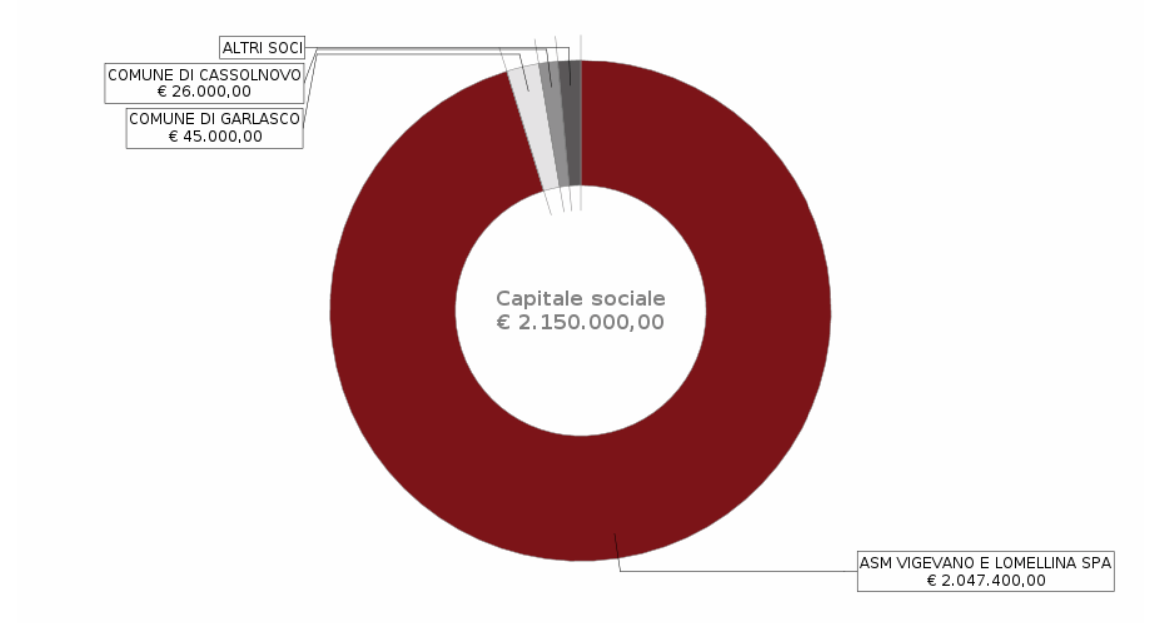 ALTRI SOCI
COMUNE DI CASSOLNOVO
€ 26.000,00
COMUNE DI GARLASCO
€ 45.000,00
Capitale sociale
€ 2.150.000,00
ASM VIGEVANO E LOMELLINA SPA
€ 2.047.400,00